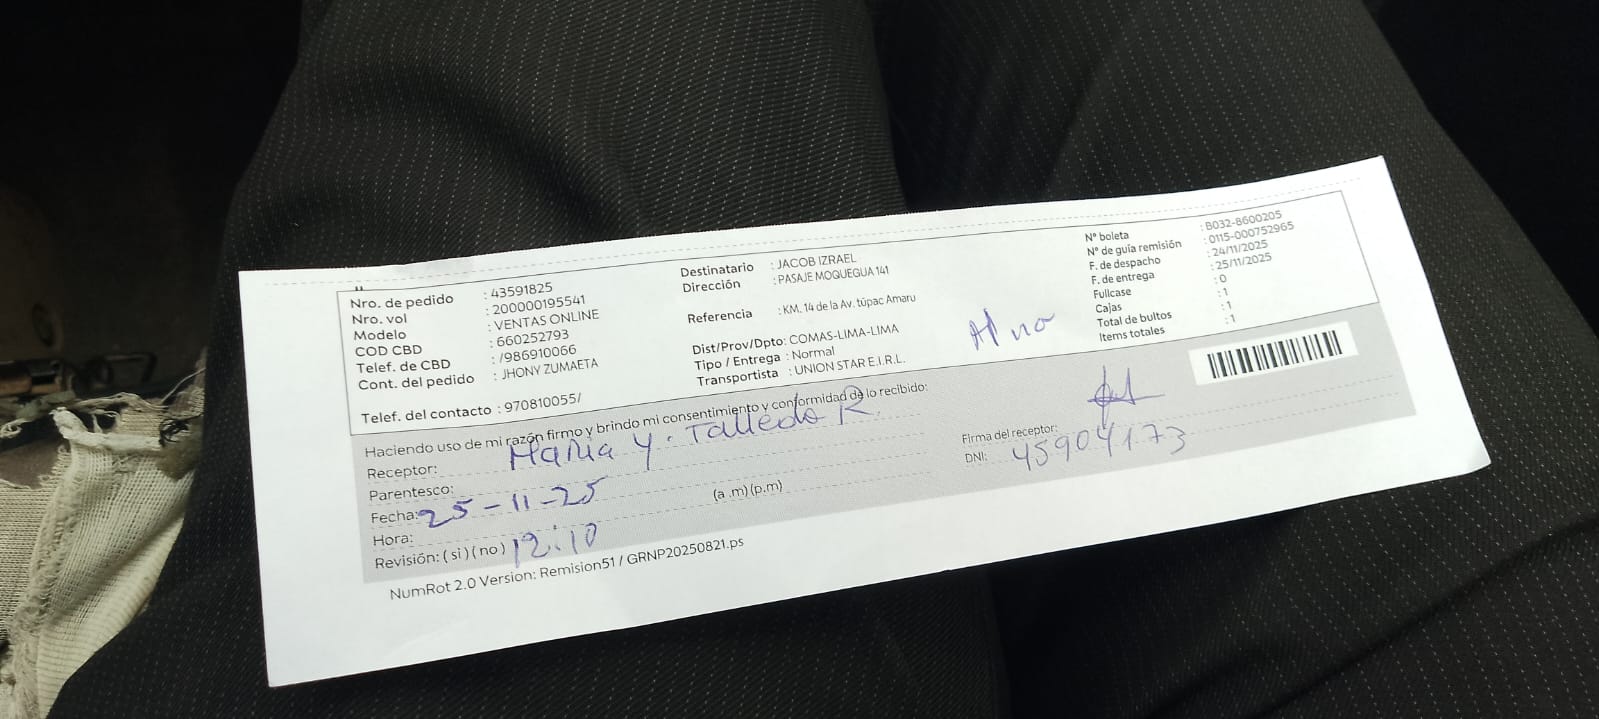 Nro. de pedido : 43591825
Nro. vol : 200000195541
Modelo : VENTAS ONLINE
COD CBD : 660252793
Telef. de CBD : /986910066
Cont. del pedido : JHONY ZUMAETA
Telef. del contacto : 970810055/
Destinatario : JACOB IZRAEL
Dirección : PASAJE MOQUEGUA 141
Referencia : KM. 14 de la Av. túpac Amaru
Dist/Prov/Dpto: COMAS-LIMA-LIMA
Tipo / Entrega : Normal
Transportista : UNION STAR E.I.R.L.
N° boleta : B032-8600205
N° de guía remisión : 0115-000752965
F. de despacho : 24/11/2025
F. de entrega : 25/11/2025
Fullcase : 0
Cajas : 1
Total de bultos : 1
Items totales : 1
Haciendo uso de mi razón firmo y brindo mi consentimiento y conformidad de lo recibido:
Receptor: Maria Y. Talledo R.
Parentesco:
Fecha: 25-11-25
Hora: (a .m) (p.m)
Revisión: ( si ) ( no ) 12:10
Firma del receptor:
DNI: 45904173
NumRot 2.0 Version: Remision51 / GRNP20250821.ps